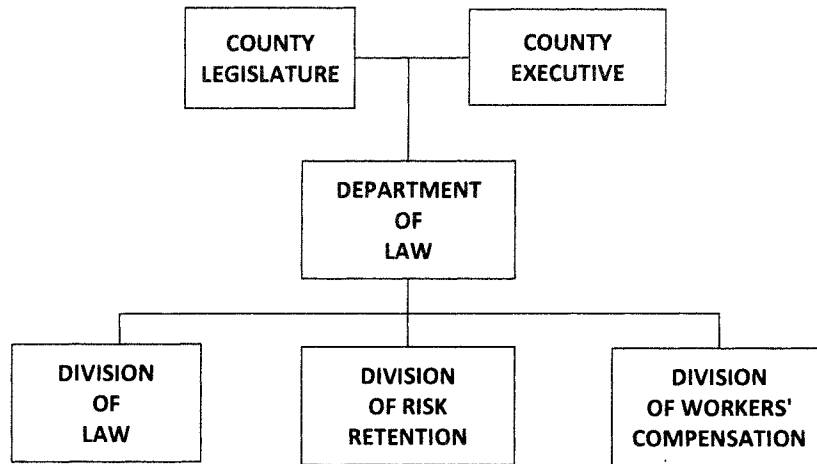 COUNTY
LEGISLATURE
COUNTY
EXECUTIVE
DEPARTMENT
OF
LAW
DIVISION
OF
LAW
DIVISION
OF RISK
RETENTION
DIVISION
OF WORKERS'
COMPENSATION